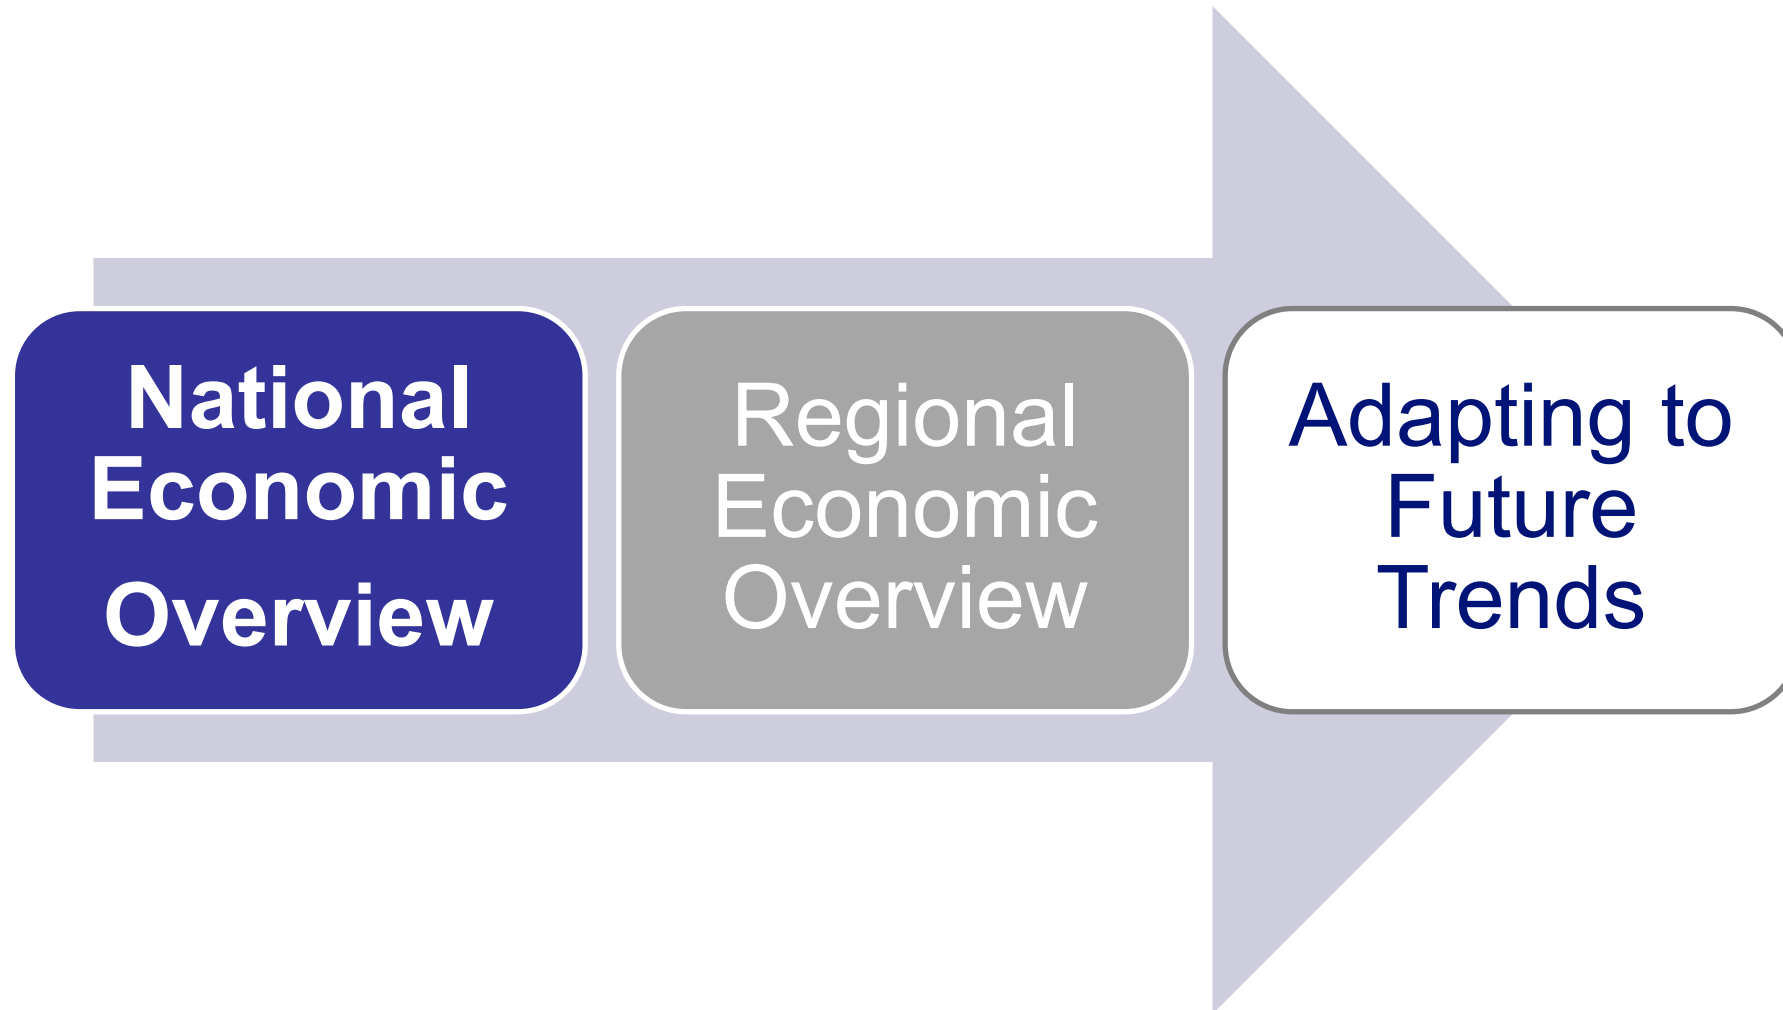 National
Economic
Overview
Regional
Economic
Overview
Adapting to
Future
Trends